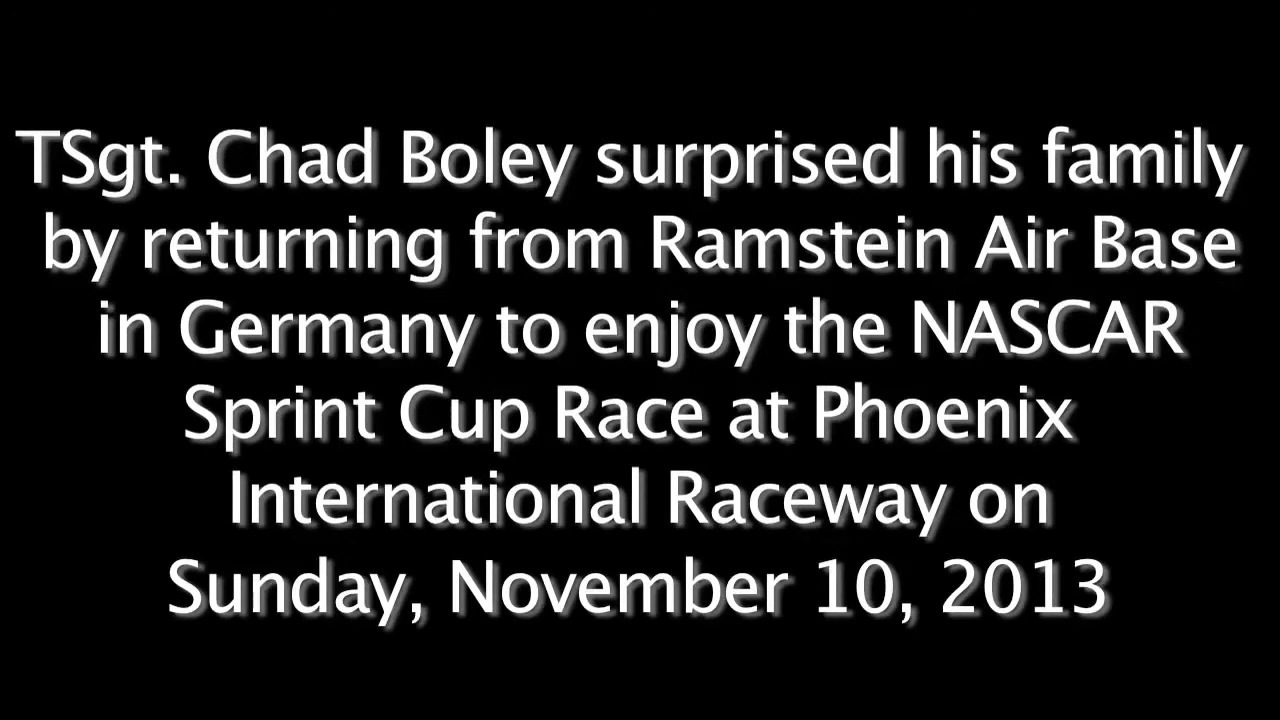 TSgt. Chad Boley surprised his family
by returning from Ramstein Air Base
in Germany to enjoy the NASCAR
Sprint Cup Race at Phoenix
International Raceway on
Sunday, November 10, 2013